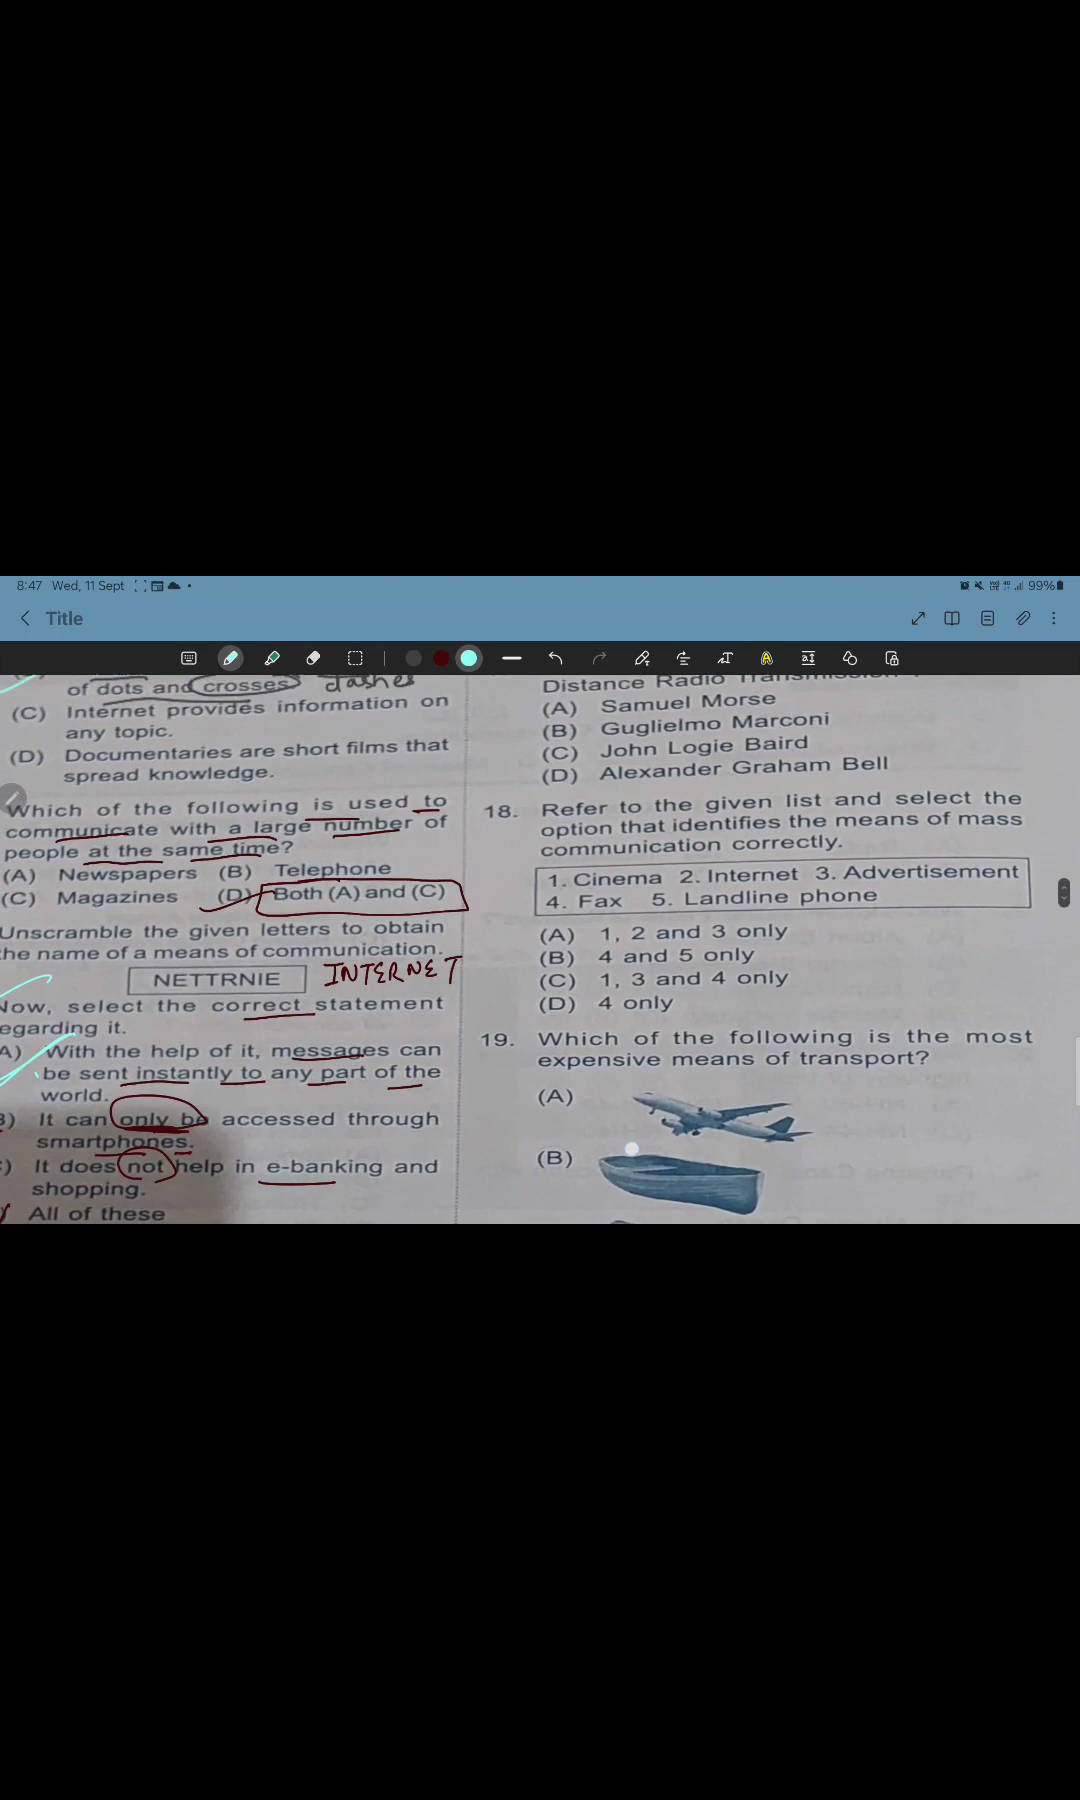 8:47 Wed, 11 Sept
99%
Title
of dots and crosses dashes
(C) Internet provides information on
any topic.
(D) Documentaries are short films that
spread knowledge.
Which of the following is used to
communicate with a large number of
people at the same time?
(A) Newspapers (B) Telephone
(C) Magazines (D) Both (A) and (C)
Unscramble the given letters to obtain
the name of a means of communication.
NETTRNIE INTERNET
Now, select the correct statement
egarding it.
A) With the help of it, messages can
be sent instantly to any part of the
world.
3) It can only be accessed through
smartphones.
) It does not help in e-banking and
shopping.
All of these
Distance Radio Transmission
(A) Samuel Morse
(B) Guglielmo Marconi
(C) John Logie Baird
(D) Alexander Graham Bell
18. Refer to the given list and select the
option that identifies the means of mass
communication correctly.
1. Cinema 2. Internet 3. Advertisement
4. Fax 5. Landline phone
(A) 1, 2 and 3 only
(B) 4 and 5 only
(C) 1, 3 and 4 only
(D) 4 only
19. Which of the following is the most
expensive means of transport?
(A)
(B)